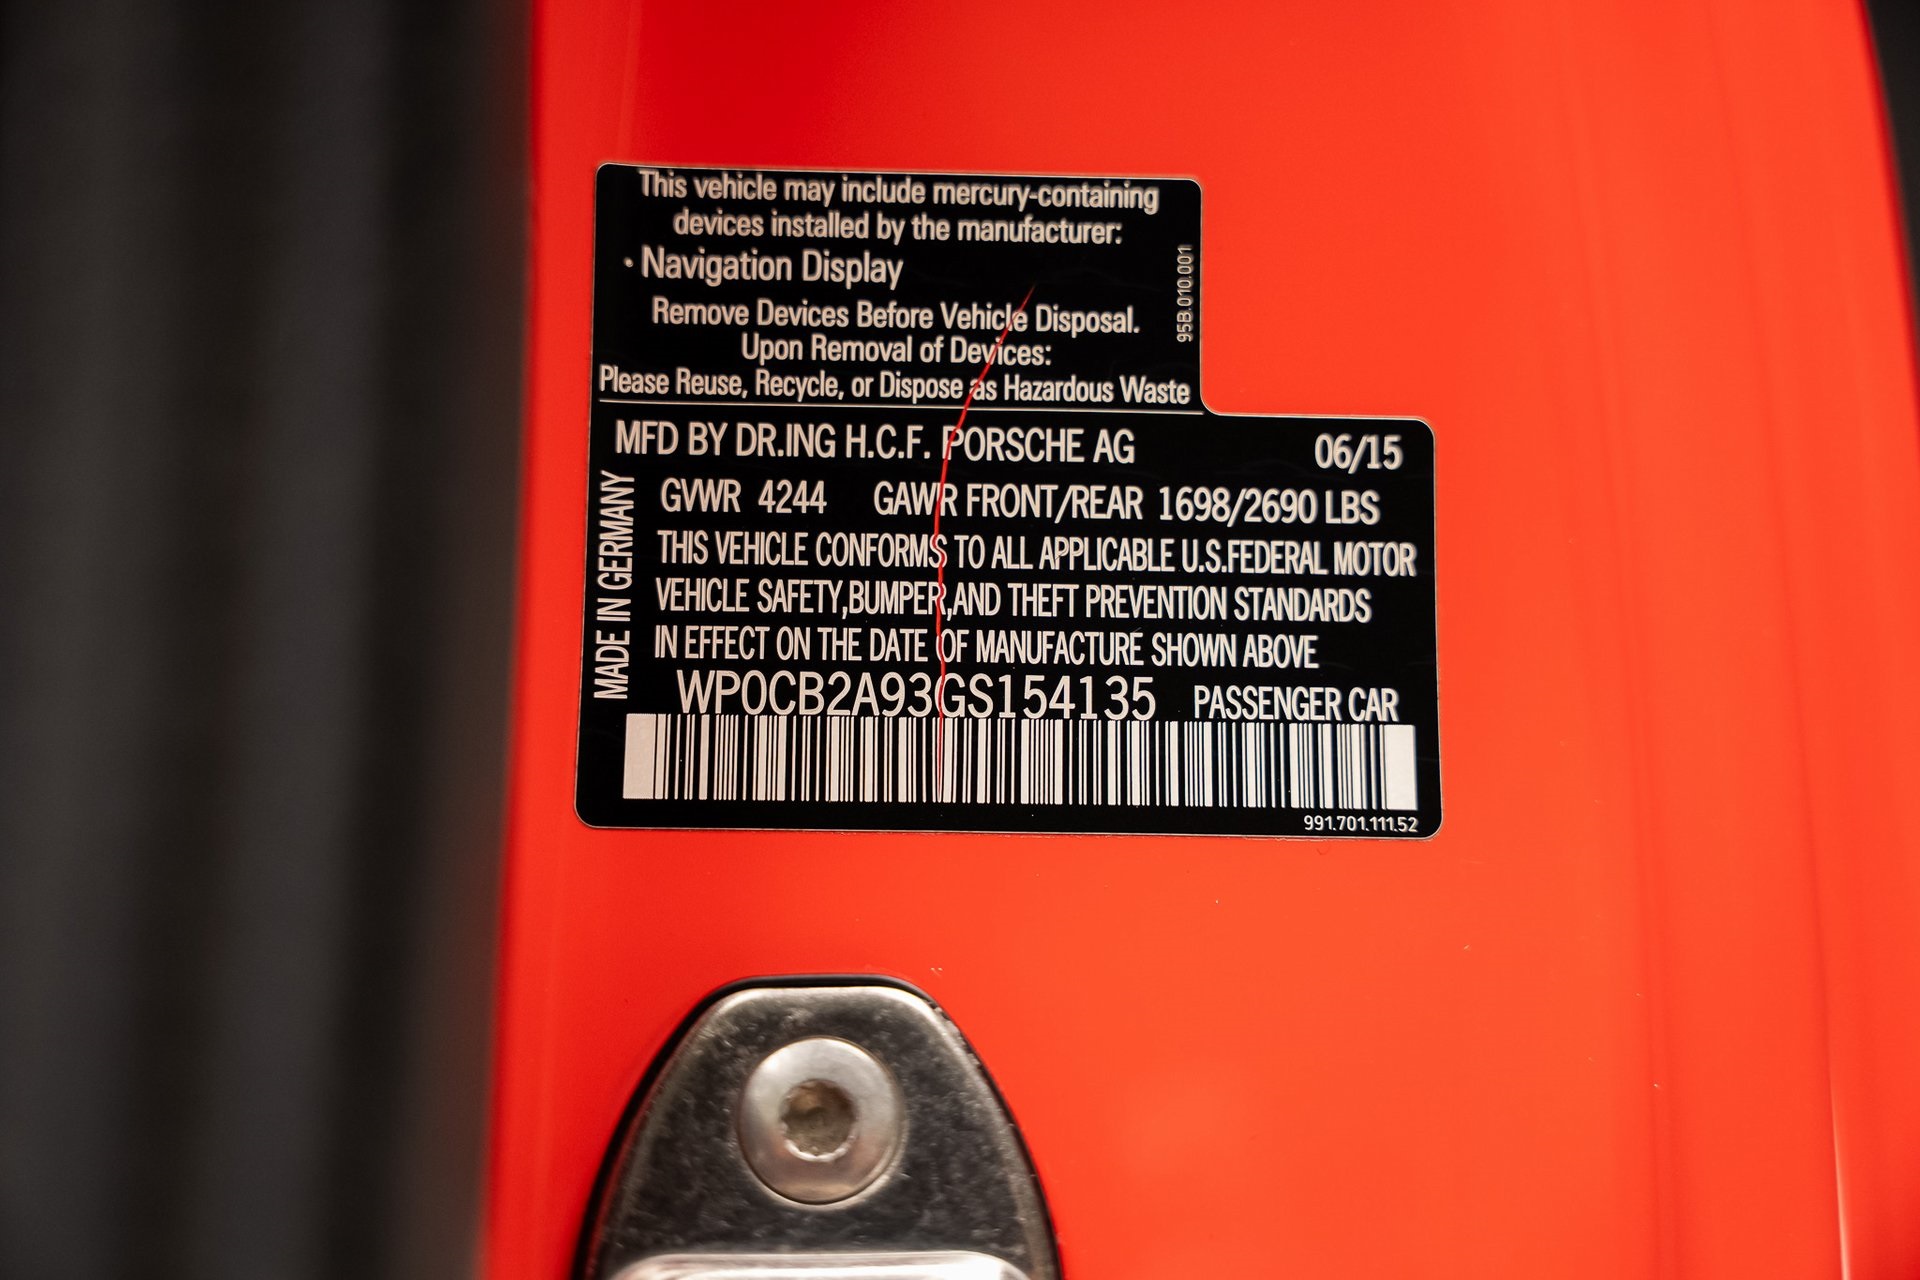 This vehicle may include mercury-containing
devices installed by the manufacturer:
· Navigation Display
Remove Devices Before Vehicle Disposal.
Upon Removal of Devices:
Please Reuse, Recycle, or Dispose as Hazardous Waste
95B.010.001
MFD BY DR.ING H.C.F. PORSCHE AG 06/15
GVWR 4244 GAWR FRONT/REAR 1698/2690 LBS
THIS VEHICLE CONFORMS TO ALL APPLICABLE U.S.FEDERAL MOTOR
VEHICLE SAFETY,BUMPER,AND THEFT PREVENTION STANDARDS
IN EFFECT ON THE DATE OF MANUFACTURE SHOWN ABOVE
MADE IN GERMANY
WP0CB2A93GS154135 PASSENGER CAR
991.701.111.52